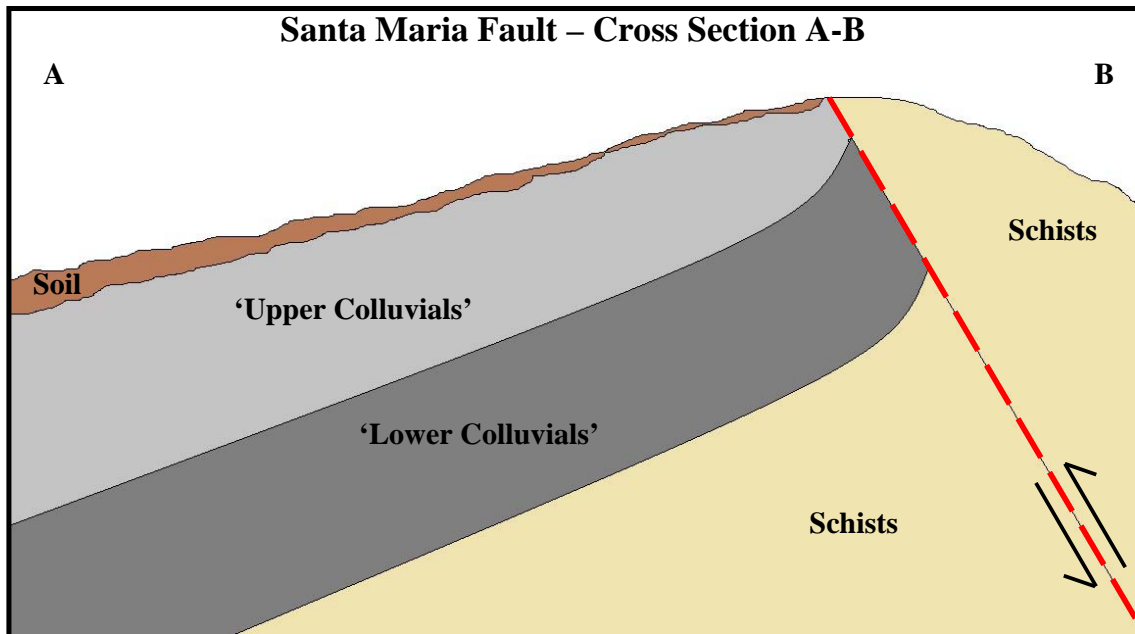 Santa Maria Fault – Cross Section A-B
A
B
Schists
Soil
‘Upper Colluvials’
‘Lower Colluvials’
Schists